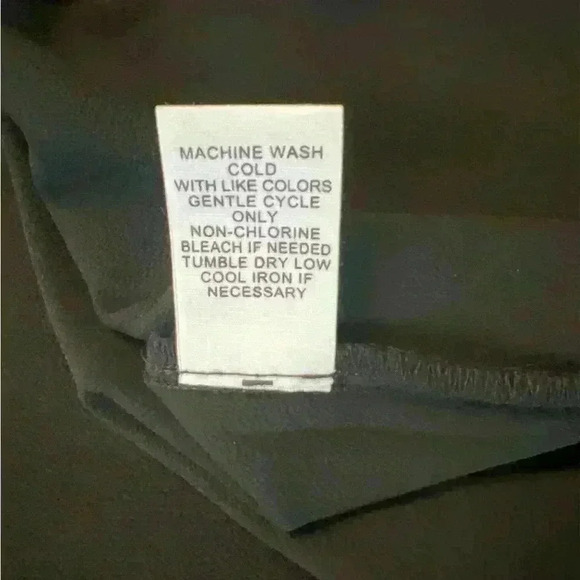 MACHINE WASH
COLD
WITH LIKE COLORS
GENTLE CYCLE
ONLY
NON-CHLORINE
BLEACH IF NEEDED
TUMBLE DRY LOW
COOL IRON IF
NECESSARY